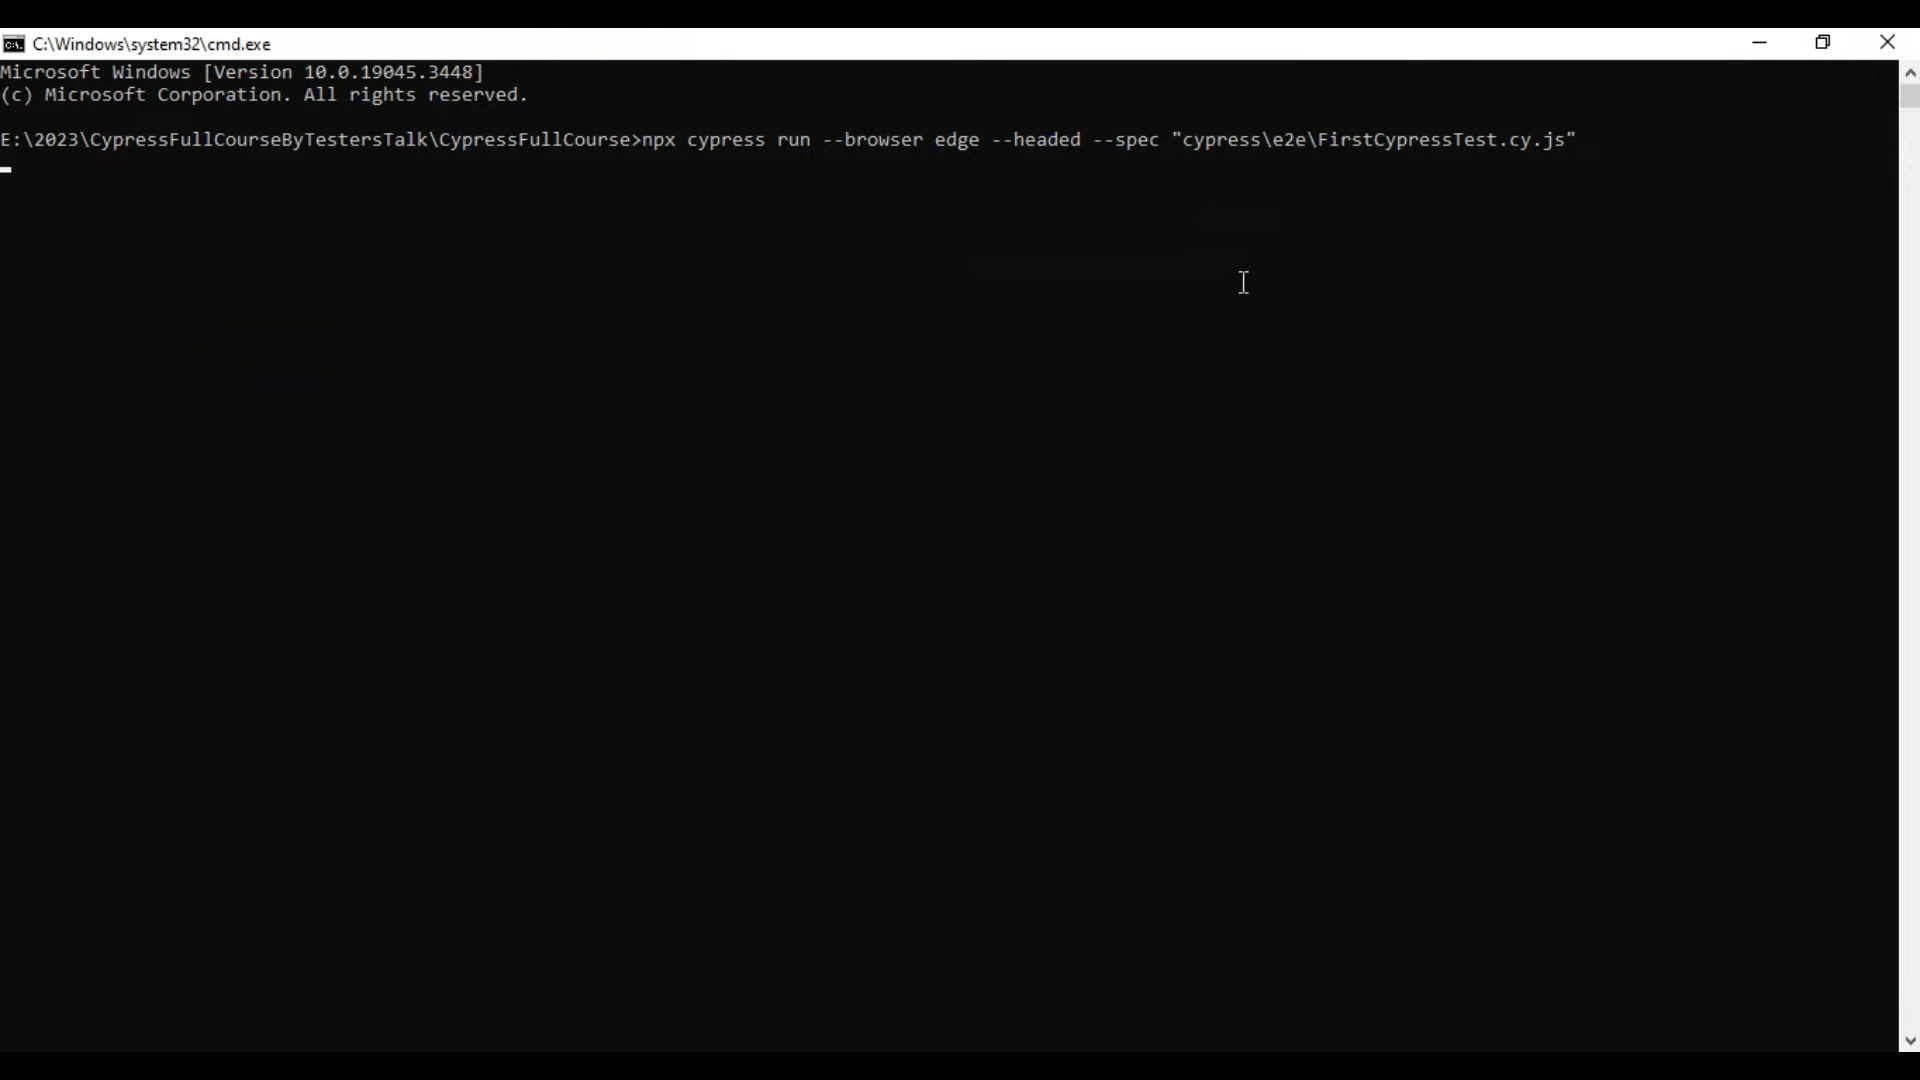 C:\Windows\system32\cmd.exe
Microsoft Windows [Version 10.0.19045.3448]
(c) Microsoft Corporation. All rights reserved.
E:\2023\CypressFullCourseByTestersTalk\CypressFullCourse>npx cypress run --browser edge --headed --spec "cypress\e2e\FirstCypressTest.cy.js"